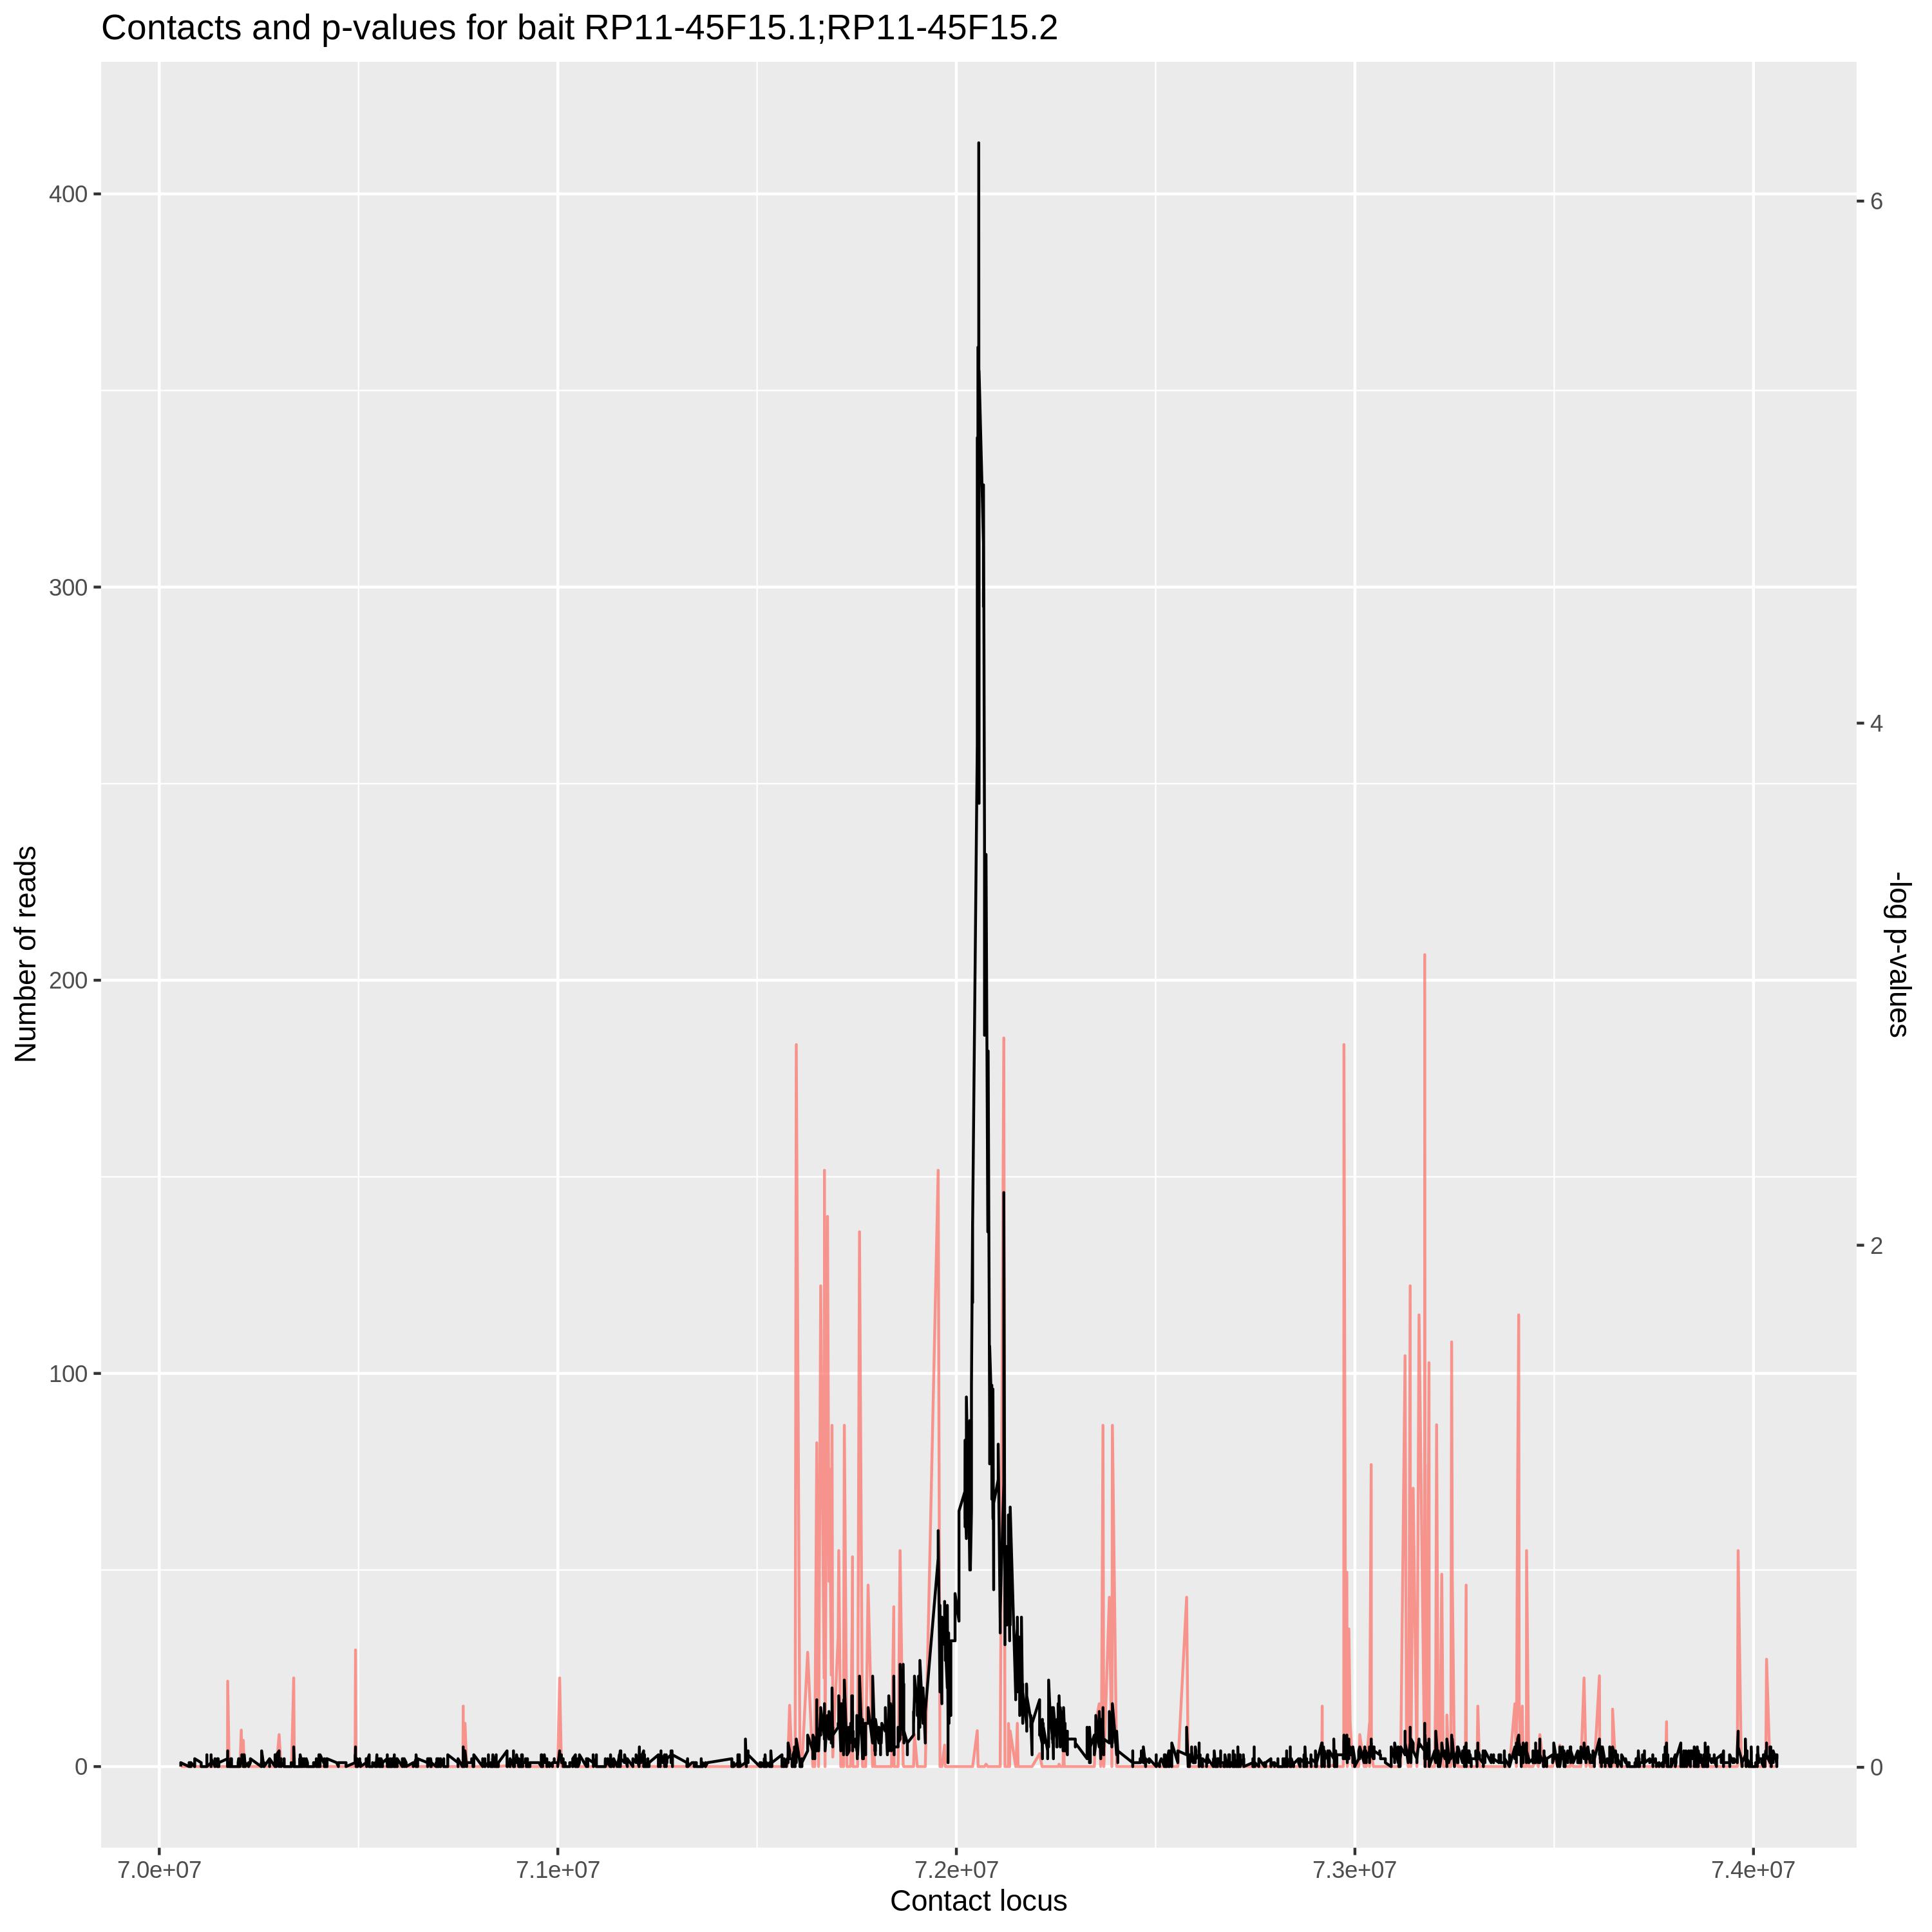 Contacts and p-values for bait RP11-45F15.1;RP11-45F15.2
400
300
200
100
0
Number of reads
6
4
2
0
-log p-values
7.0e+07
7.1e+07
7.2e+07
7.3e+07
7.4e+07
Contact locus